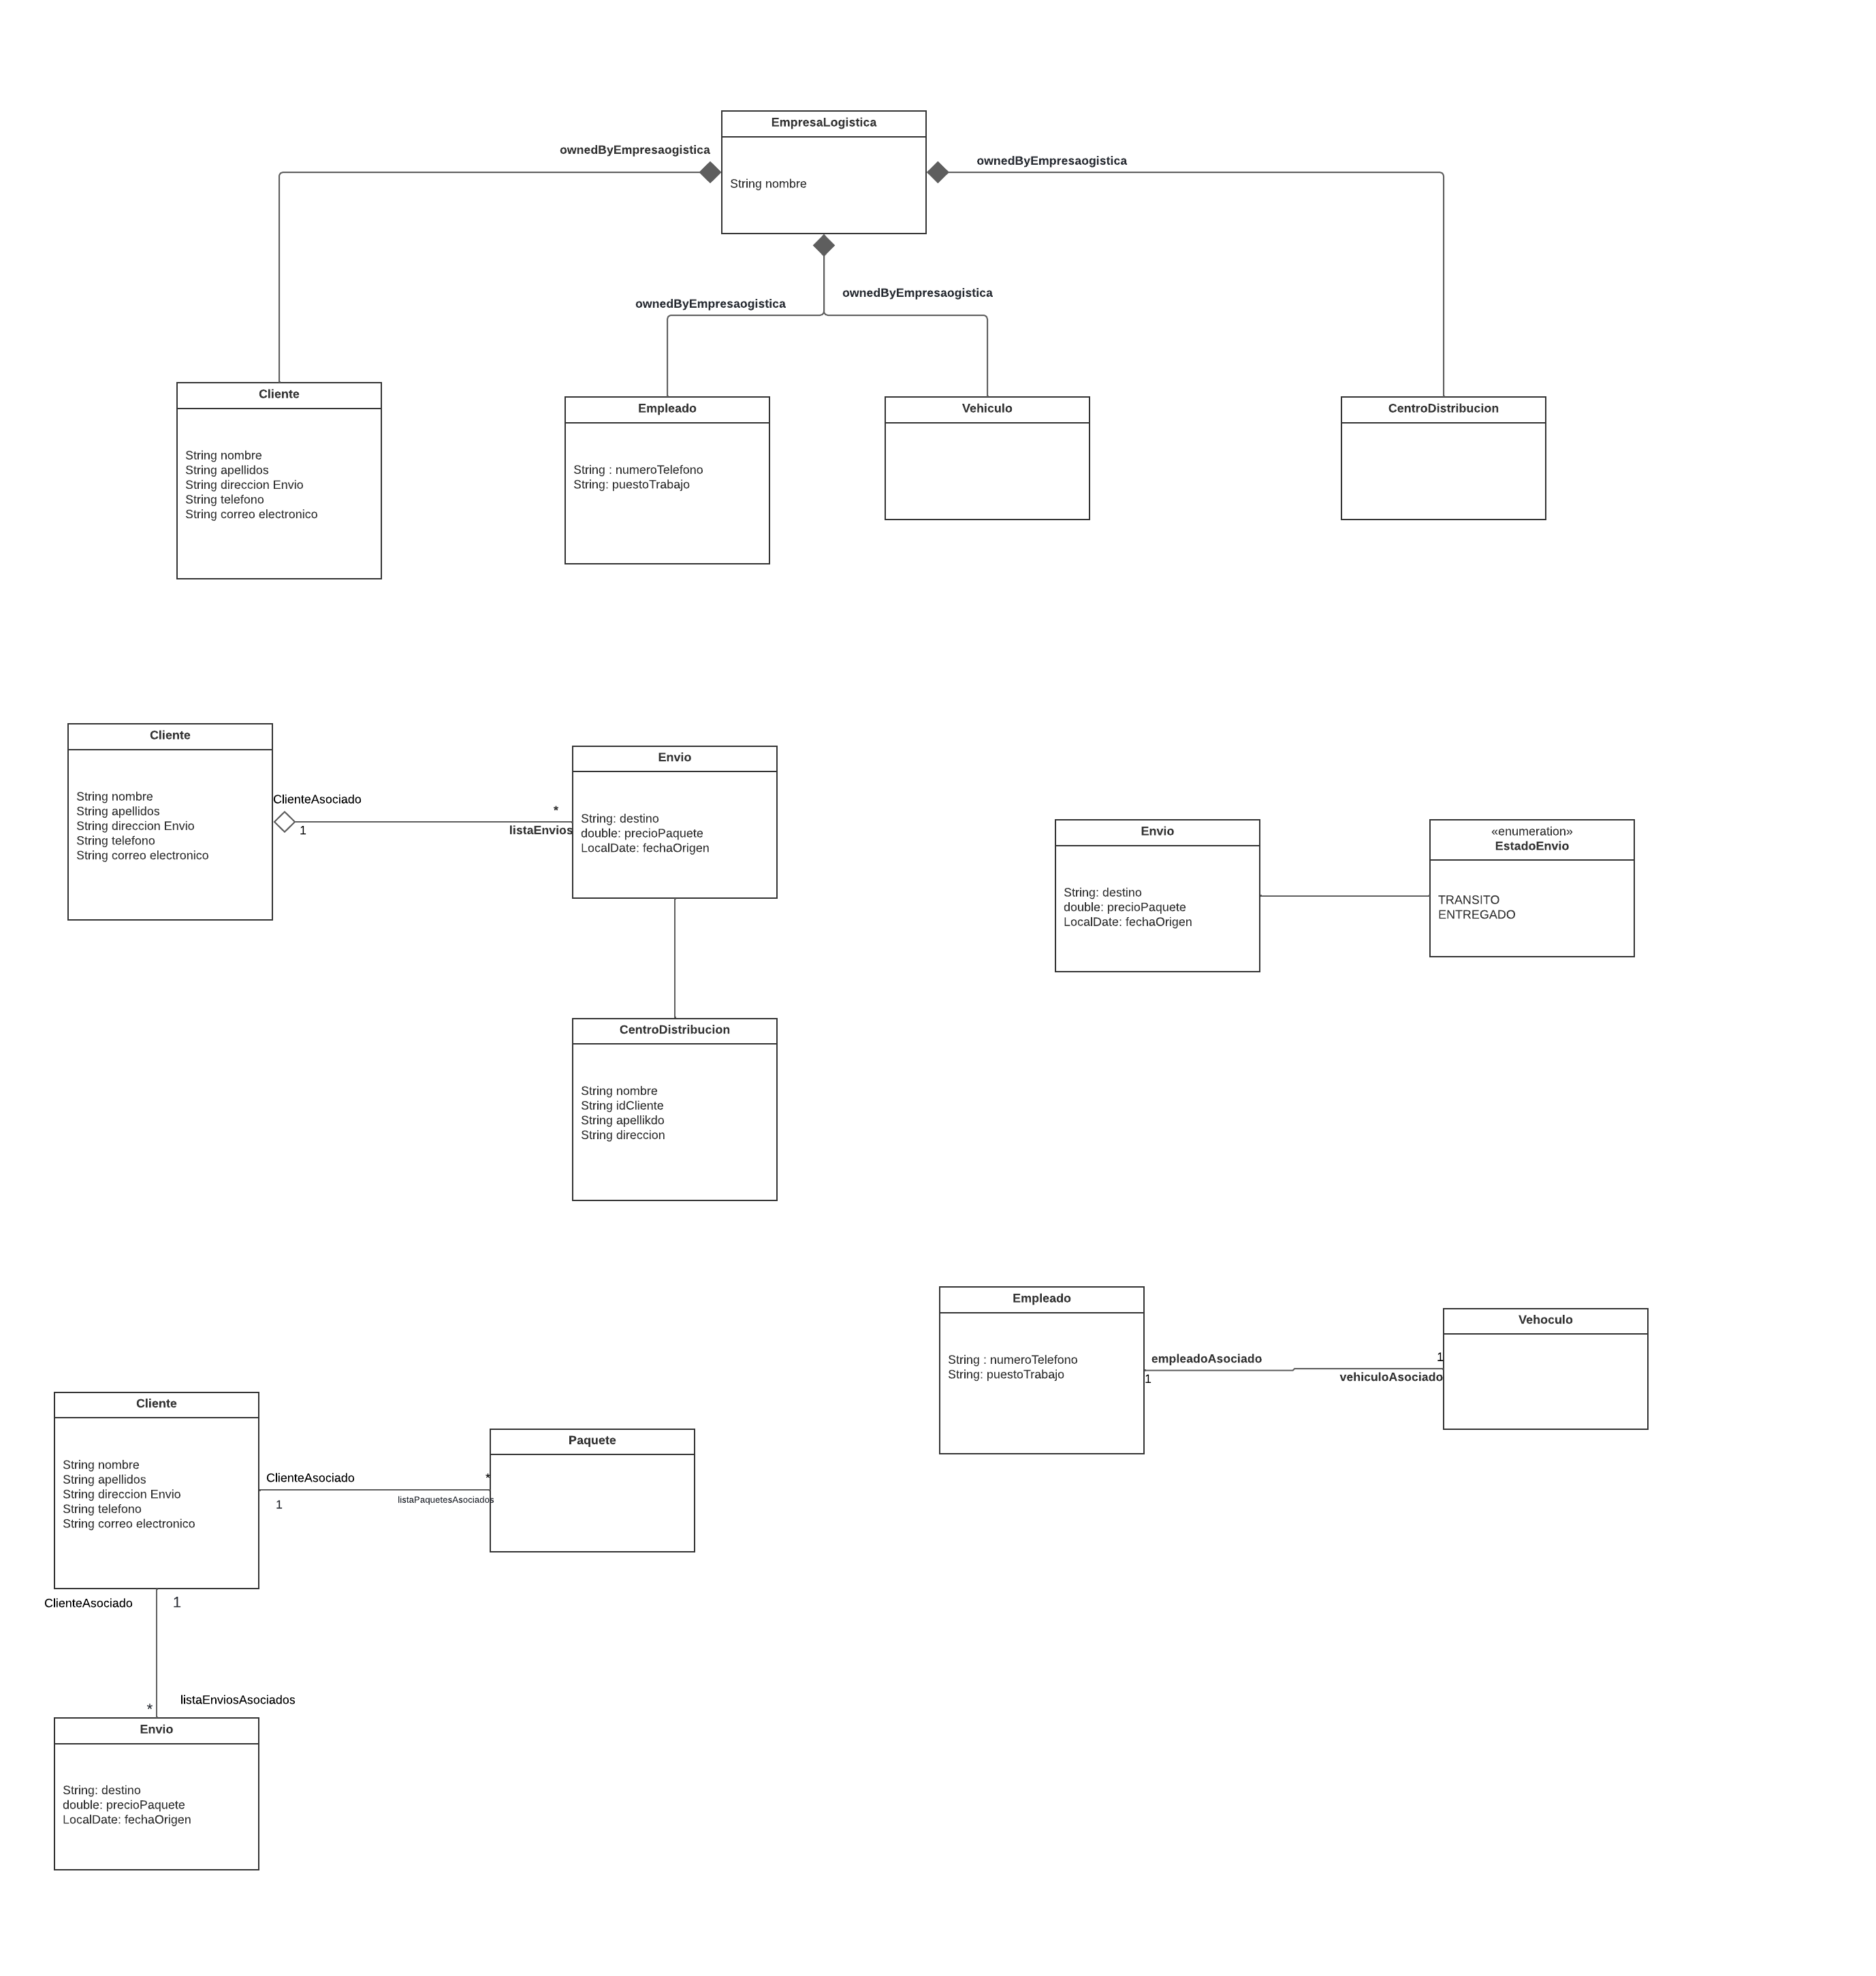 EmpresaLogistica
String nombre
ownedByEmpresaogistica
ownedByEmpresaogistica
ownedByEmpresaogistica
ownedByEmpresaogistica
Cliente
String nombre
String apellidos
String direccion Envio
String telefono
String correo electronico
Empleado
String : numeroTelefono
String: puestoTrabajo
Vehiculo
CentroDistribucion
Cliente
String nombre
String apellidos
String direccion Envio
String telefono
String correo electronico
ClienteAsociado
1
*
listaEnvios
Envio
String: destino
double: precioPaquete
LocalDate: fechaOrigen
Envio
String: destino
double: precioPaquete
LocalDate: fechaOrigen
«enumeration»
EstadoEnvio
TRANSITO
ENTREGADO
CentroDistribucion
String nombre
String idCliente
String apellikdo
String direccion
Empleado
String : numeroTelefono
String: puestoTrabajo
empleadoAsociado
1
1
vehiculoAsociado
Vehoculo
Cliente
String nombre
String apellidos
String direccion Envio
String telefono
String correo electronico
ClienteAsociado
1
*
listaPaquetesAsociados
Paquete
ClienteAsociado
1
*
listaEnviosAsociados
Envio
String: destino
double: precioPaquete
LocalDate: fechaOrigen